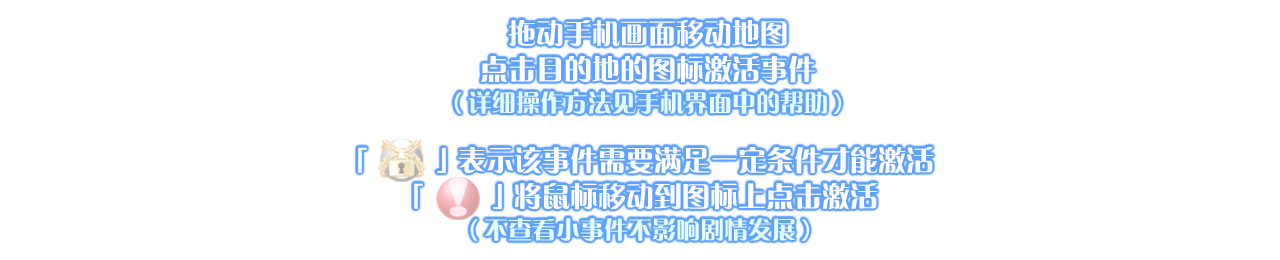 拖动手机画面移动地图
点击目的地的图标激活事件
（详细操作方法见手机界面中的帮助）
「 」表示该事件需要满足一定条件才能激活
「 」将鼠标移动到图标上点击激活
（不查看小事件不影响剧情发展）